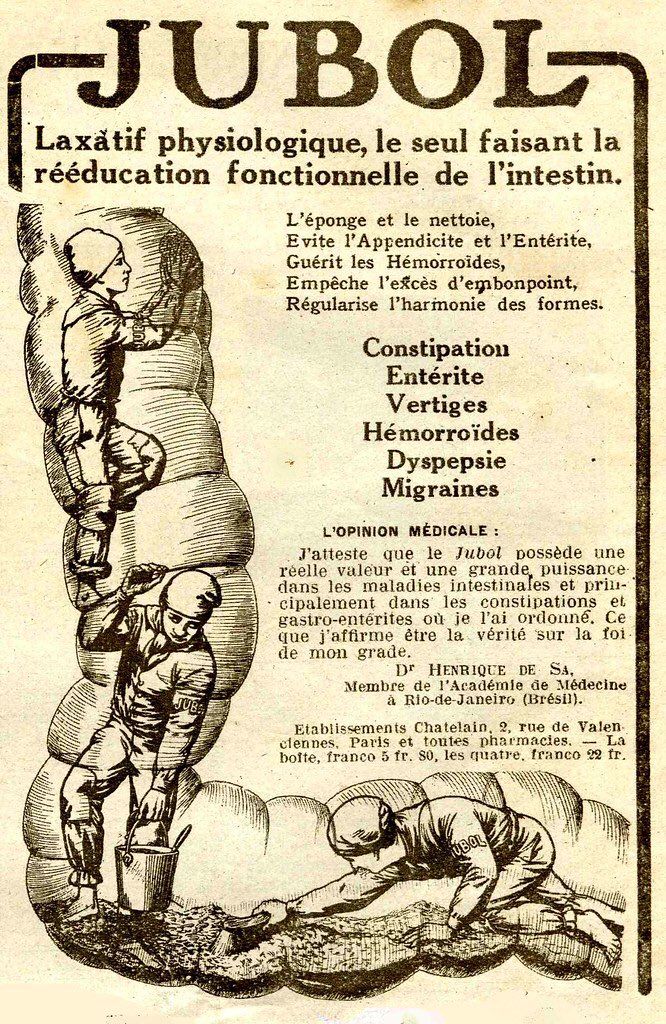 JUBOL
Laxatif physiologique, le seul faisant la
rééducation fonctionnelle de l'intestin.
L'éponge et le nettoie,
Evite l'Appendicite et l'Entérite,
Guérit les Hémorroïdes,
Empêche l'excès d'embonpoint,
Régularise l'harmonie des formes.
Constipation
Entérite
Vertiges
Hémorroïdes
Dyspepsie
Migraines
L'OPINION MÉDICALE :
J'atteste que le Jubol possède une
réelle valeur et une grande puissance
dans les maladies intestinales et prin-
cipalement dans les constipations et
gastro-entérites où je l'ai ordonné. Ce
que j'affirme être la vérité sur la foi
de mon grade.
Dr HENRIQUE DE SA,
Membre de l'Académie de Médecine
à Rio-de-Janeiro (Brésil).
Etablissements Chatelain, 2, rue de Valen
ciennes, Paris et toutes pharmacies. — La
boîte, franco 5 fr. 80, les quatre, franco 22 fr.
JUBOL
JUBOL
JUBOL